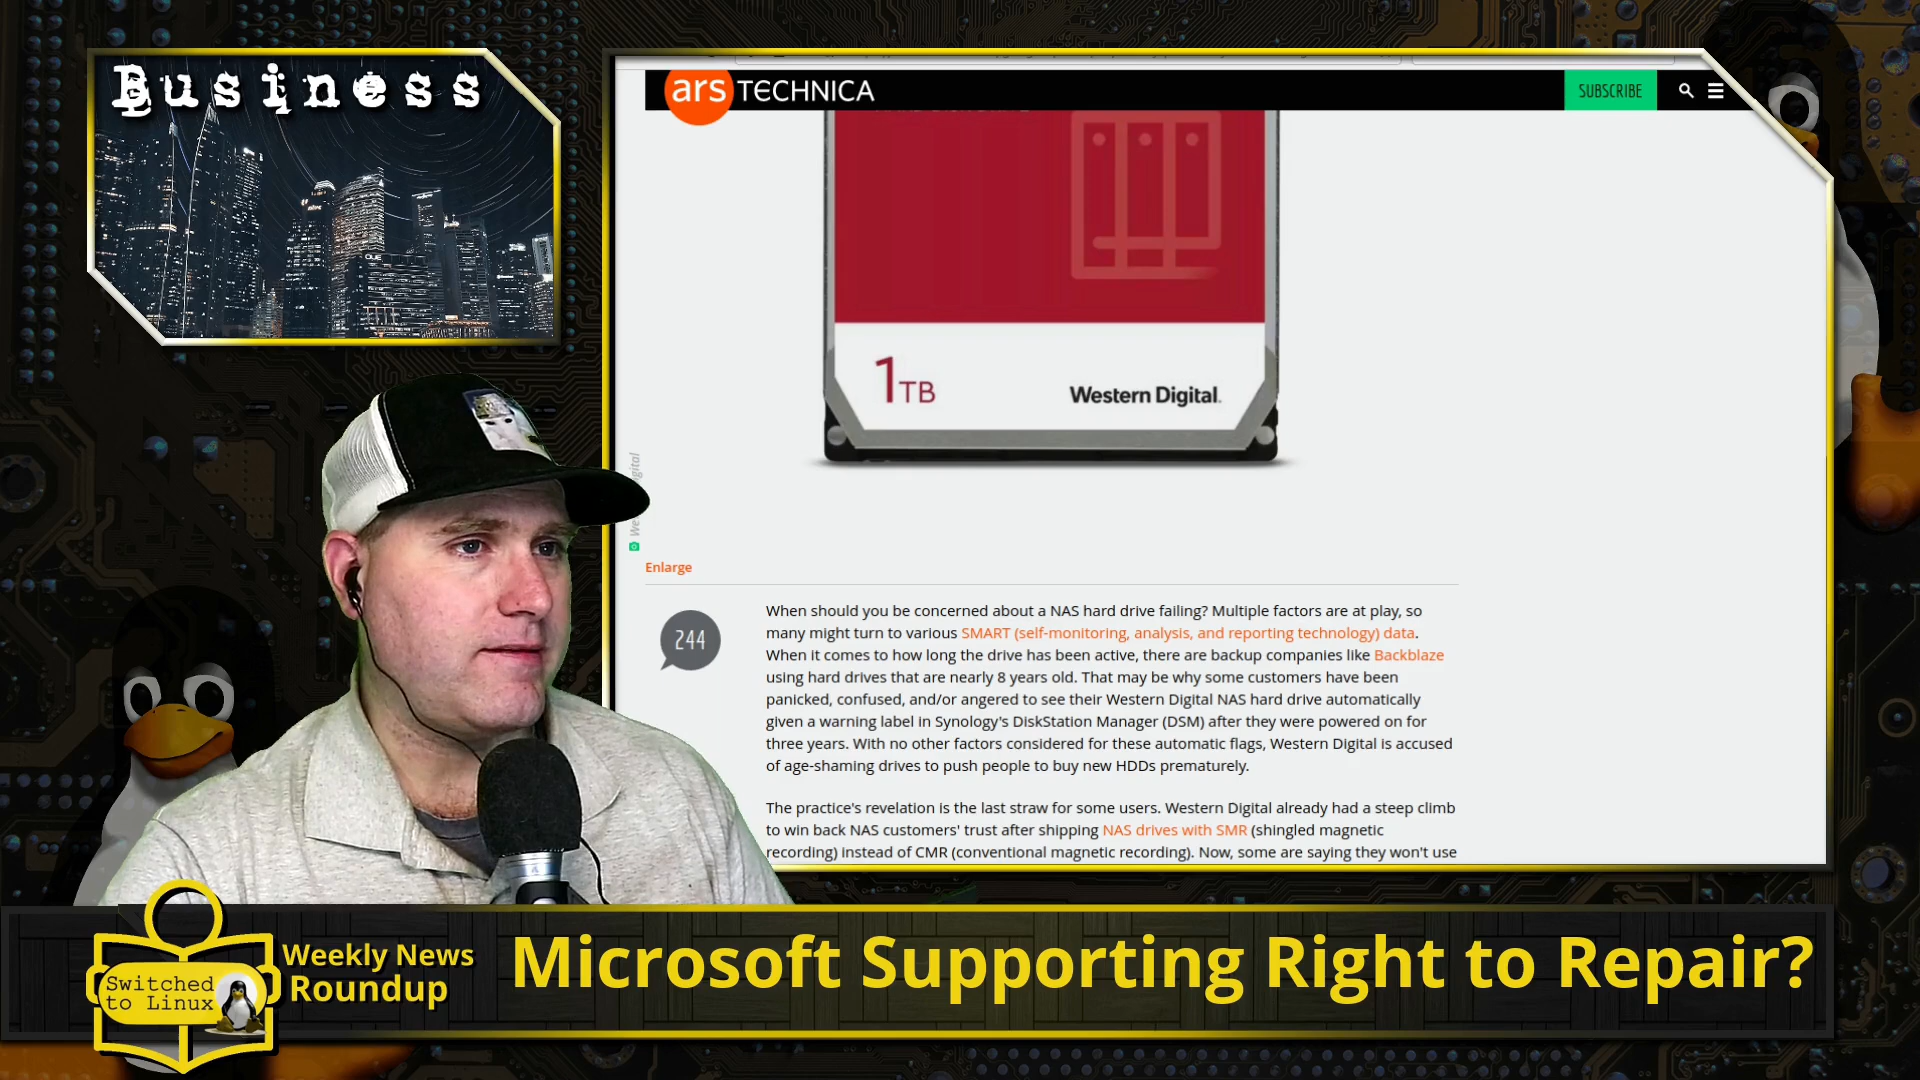 Business
ars TECHNICA
SUBSCRIBE
1TB
Western Digital.
Enlarge
244
When should you be concerned about a NAS hard drive failing? Multiple factors are at play, so
many might turn to various SMART (self-monitoring, analysis, and reporting technology) data.
When it comes to how long the drive has been active, there are backup companies like Backblaze
using hard drives that are nearly 8 years old. That may be why some customers have been
panicked, confused, and/or angered to see their Western Digital NAS hard drive automatically
given a warning label in Synology's DiskStation Manager (DSM) after they were powered on for
three years. With no other factors considered for these automatic flags, Western Digital is accused
of age-shaming drives to push people to buy new HDDs prematurely.
The practice's revelation is the last straw for some users. Western Digital already had a steep climb
to win back NAS customers' trust after shipping NAS drives with SMR (shingled magnetic
recording) instead of CMR (conventional magnetic recording). Now, some are saying they won't use
Switched
to Linux
Weekly News
Roundup
Microsoft Supporting Right to Repair?